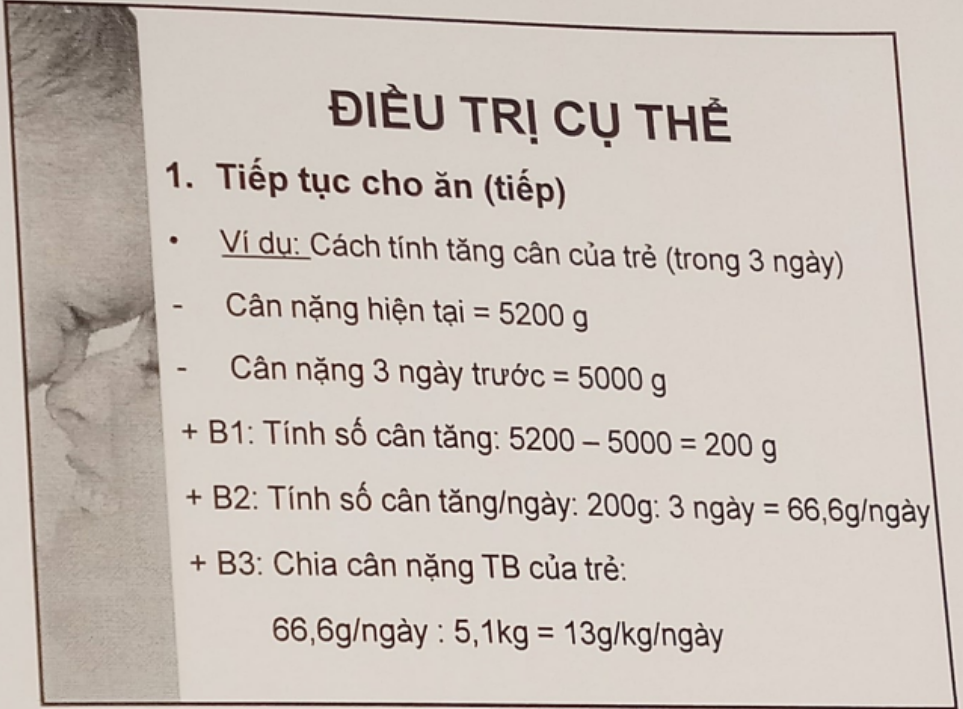 ĐIỀU TRỊ CỤ THỂ
1. Tiếp tục cho ăn (tiếp)
• Ví dụ: Cách tính tăng cân của trẻ (trong 3 ngày)
- Cân nặng hiện tại = 5200 g
- Cân nặng 3 ngày trước = 5000 g
+ B1: Tính số cân tăng: 5200 – 5000 = 200 g
+ B2: Tính số cân tăng/ngày: 200g: 3 ngày = 66,6g/ngày
+ B3: Chia cân nặng TB của trẻ:
66,6g/ngày : 5,1kg = 13g/kg/ngày